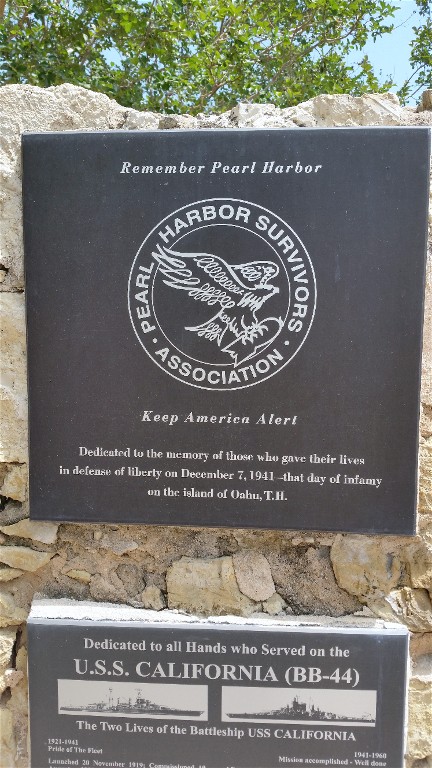 Remember Pearl Harbor
PEARL HARBOR SURVIVORS
· ASSOCIATION ·
Keep America Alert
Dedicated to the memory of those who gave their lives
in defense of liberty on December 7, 1941 –that day of infamy
on the island of Oahu, T.H.
Dedicated to all Hands who Served on the
U.S.S. CALIFORNIA (BB-44)
The Two Lives of the Battleship USS CALIFORNIA
1921-1941
Pride of The Fleet
1941-1960
Mission accomplished - Well done
Launched 20 November 1919; Commissioned 10